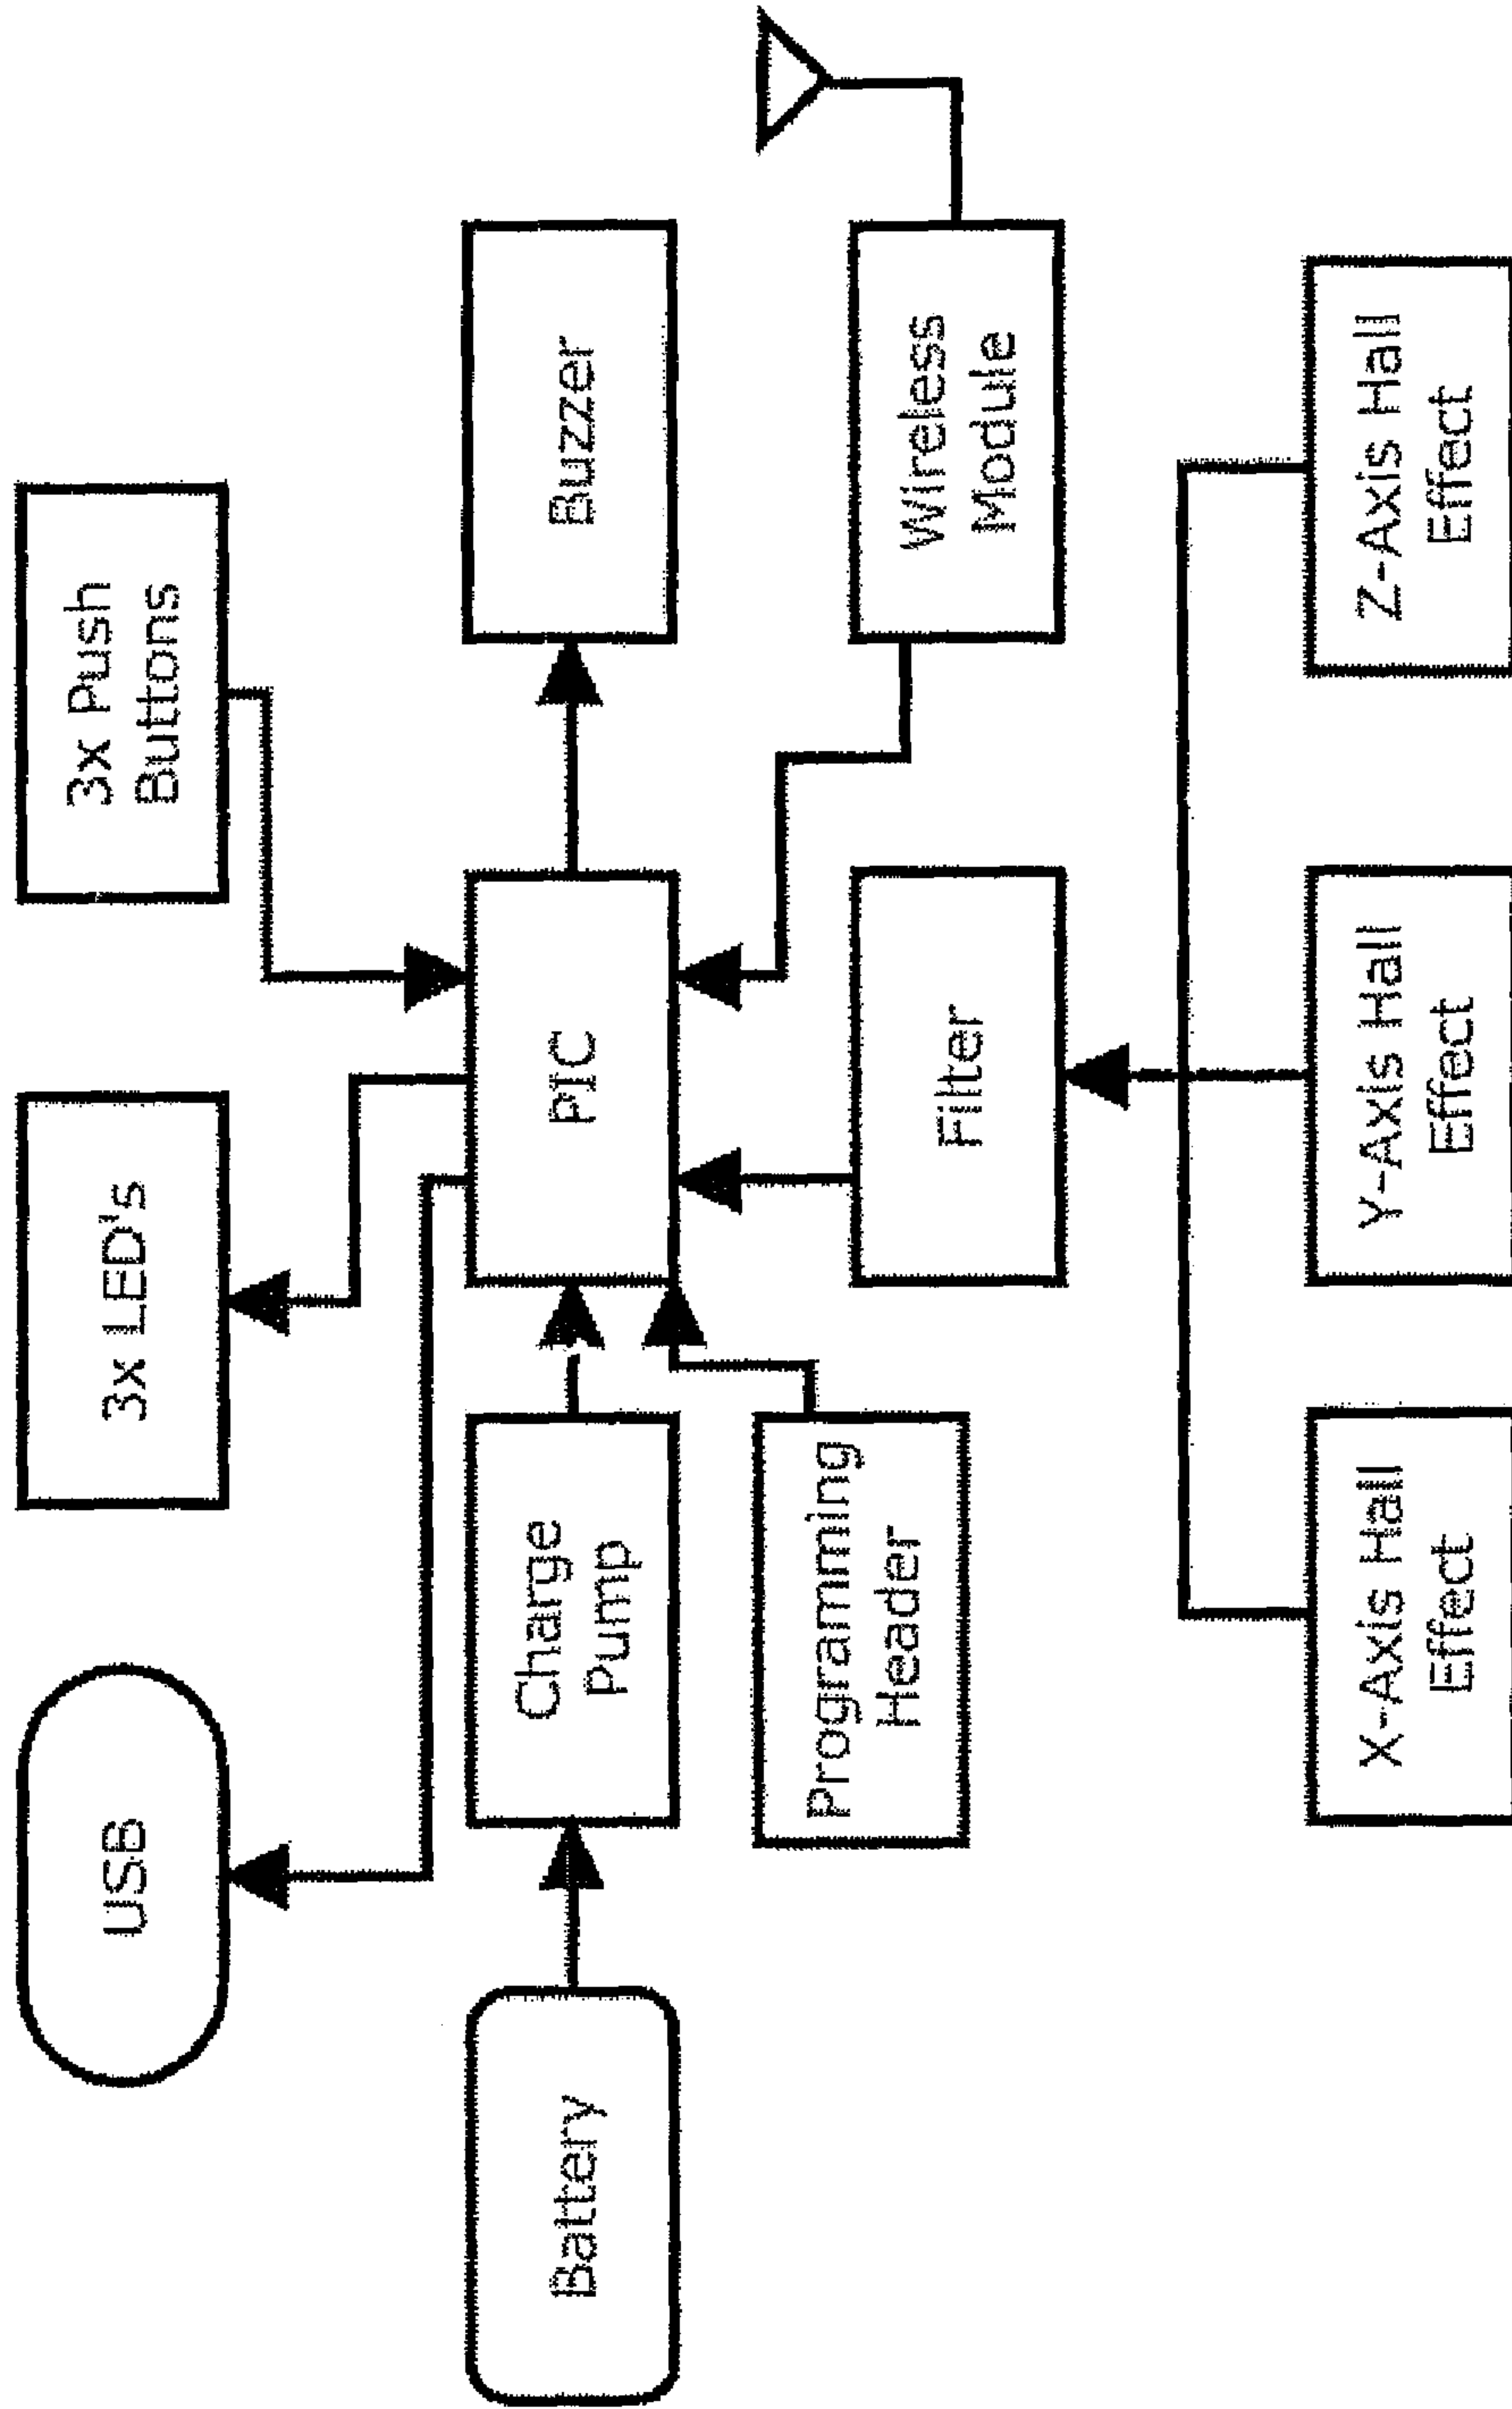 USB
3x LED's
3x Push
Buttons
Battery
Charge
Pump
PIC
Buzzer
Programming
Header
Filter
Wireless
Module
X-Axis Hall
Effect
Y-Axis Hall
Effect
Z-Axis Hall
Effect